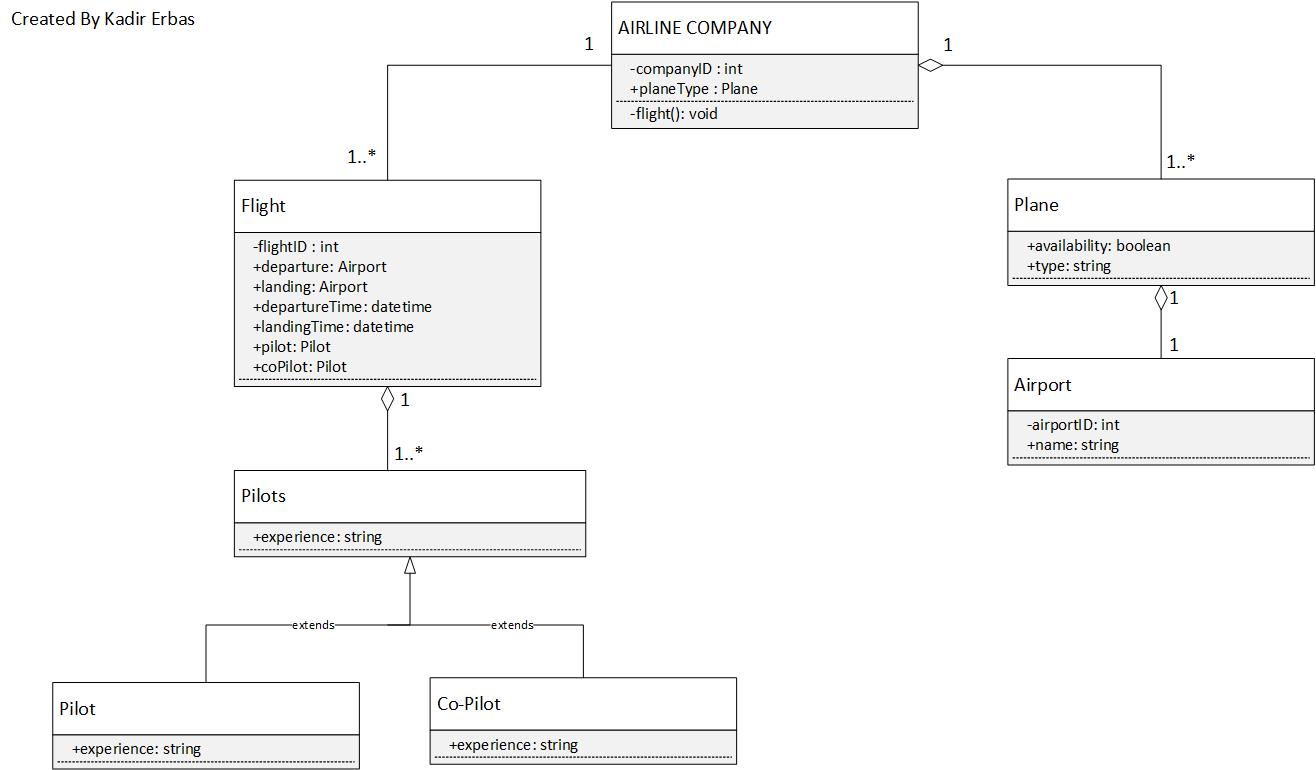 Created By Kadir Erbas
AIRLINE COMPANY
-companyID : int
+planeType : Plane
-flight(): void
1
1
1..*
1..*
Flight
-flightID : int
+departure: Airport
+landing: Airport
+departureTime: datetime
+landingTime: datetime
+pilot: Pilot
+coPilot: Pilot
Plane
+availability: boolean
+type: string
1
1
Airport
-airportID: int
+name: string
1
1..*
Pilots
+experience: string
extends
extends
Pilot
+experience: string
Co-Pilot
+experience: string